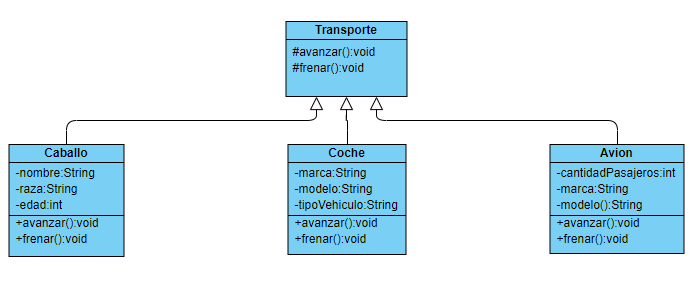 Transporte
#avanzar():void
#frenar():void
Caballo
-nombre:String
-raza:String
-edad:int
+avanzar():void
+frenar():void
Coche
-marca:String
-modelo:String
-tipoVehiculo:String
+avanzar():void
+frenar():void
Avion
-cantidadPasajeros:int
-marca:String
-modelo():String
+avanzar():void
+frenar():void